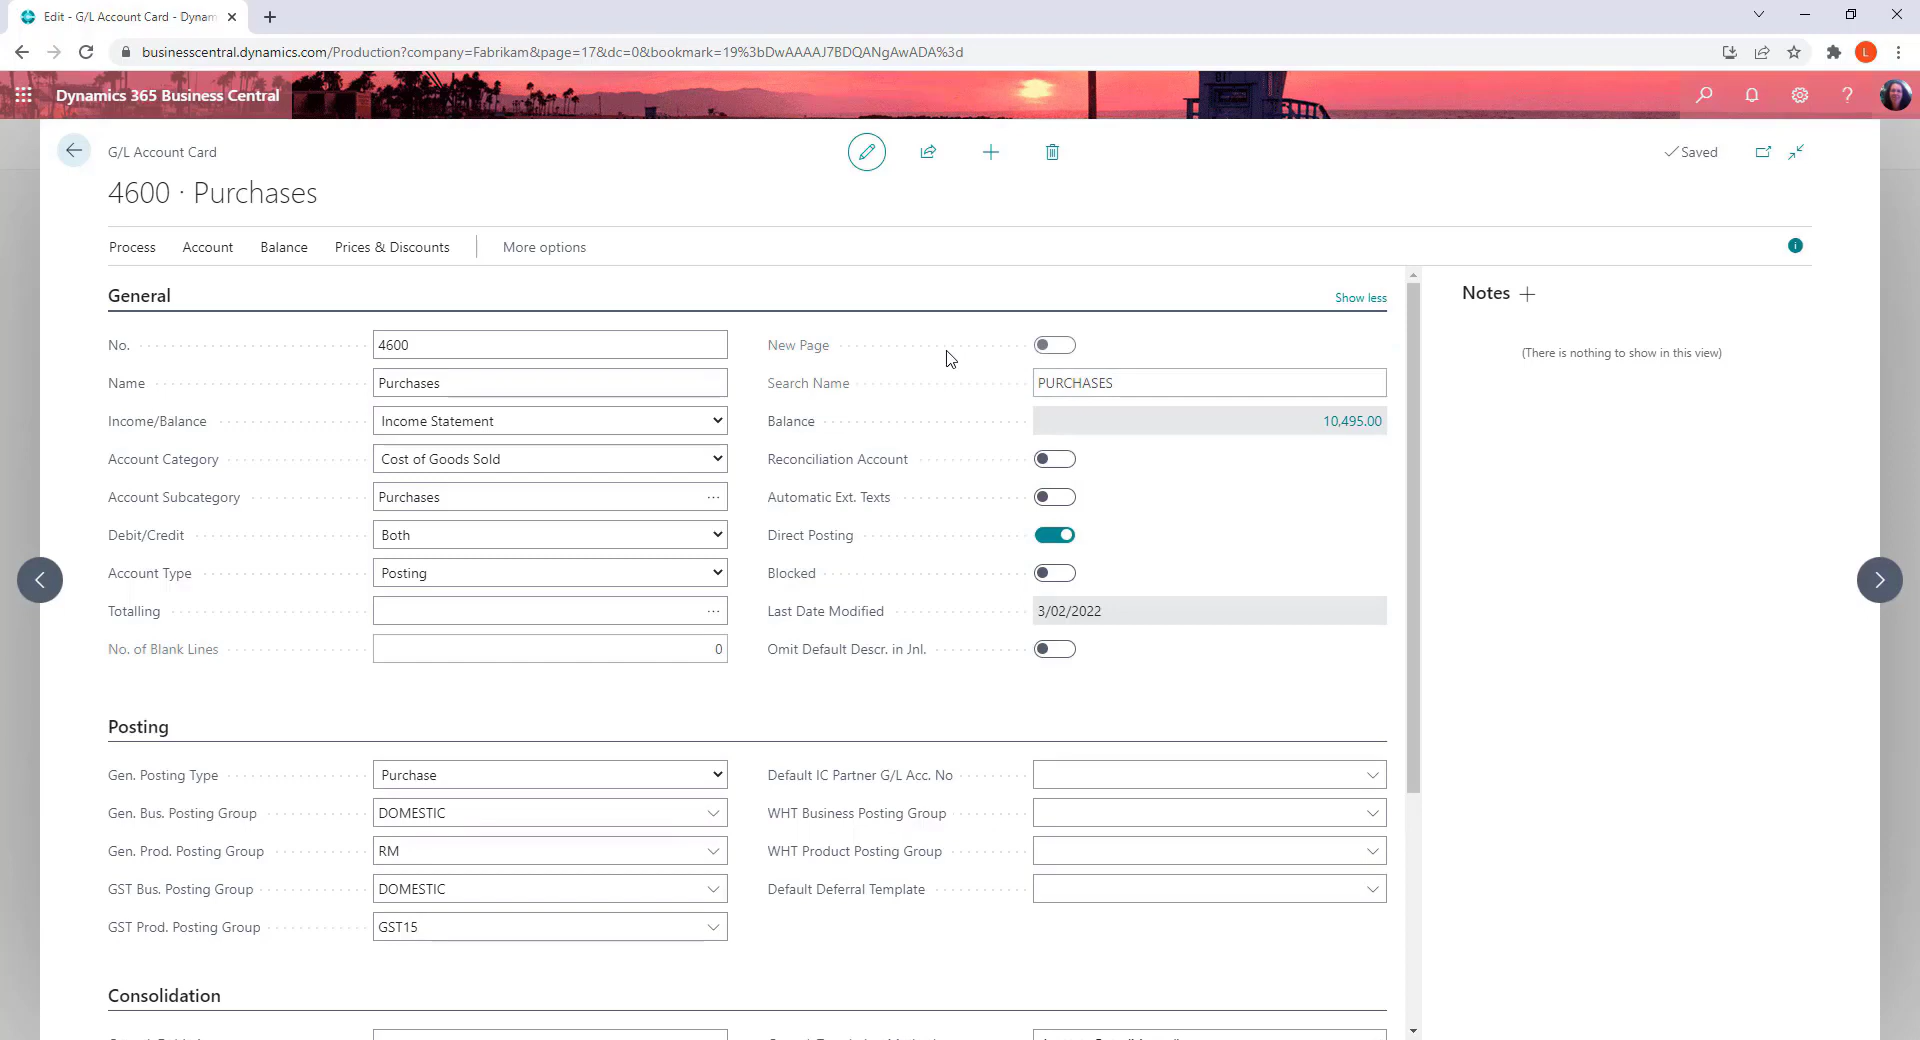 Edit - G/L Account Card - Dynam
businesscentral.dynamics.com/Production?company=Fabrikam&page=17&dc=0&bookmark=19%3bDwAAAAJ7BDQANgAwADA%3d
L
Dynamics 365 Business Central
G/L Account Card
Saved
4600 · Purchases
Process Account Balance Prices & Discounts More options
General
Show less
No. 4600
Name Purchases
Income/Balance Income Statement
Account Category Cost of Goods Sold
Account Subcategory Purchases ...
Debit/Credit Both
Account Type Posting
Totalling ...
No. of Blank Lines 0
New Page
Search Name PURCHASES
Balance 10,495.00
Reconciliation Account
Automatic Ext. Texts
Direct Posting
Blocked
Last Date Modified 3/02/2022
Omit Default Descr. in Jnl.
Posting
Gen. Posting Type Purchase
Gen. Bus. Posting Group DOMESTIC
Gen. Prod. Posting Group RM
GST Bus. Posting Group DOMESTIC
GST Prod. Posting Group GST15
Default IC Partner G/L Acc. No
WHT Business Posting Group
WHT Product Posting Group
Default Deferral Template
Consolidation
Notes
(There is nothing to show in this view)